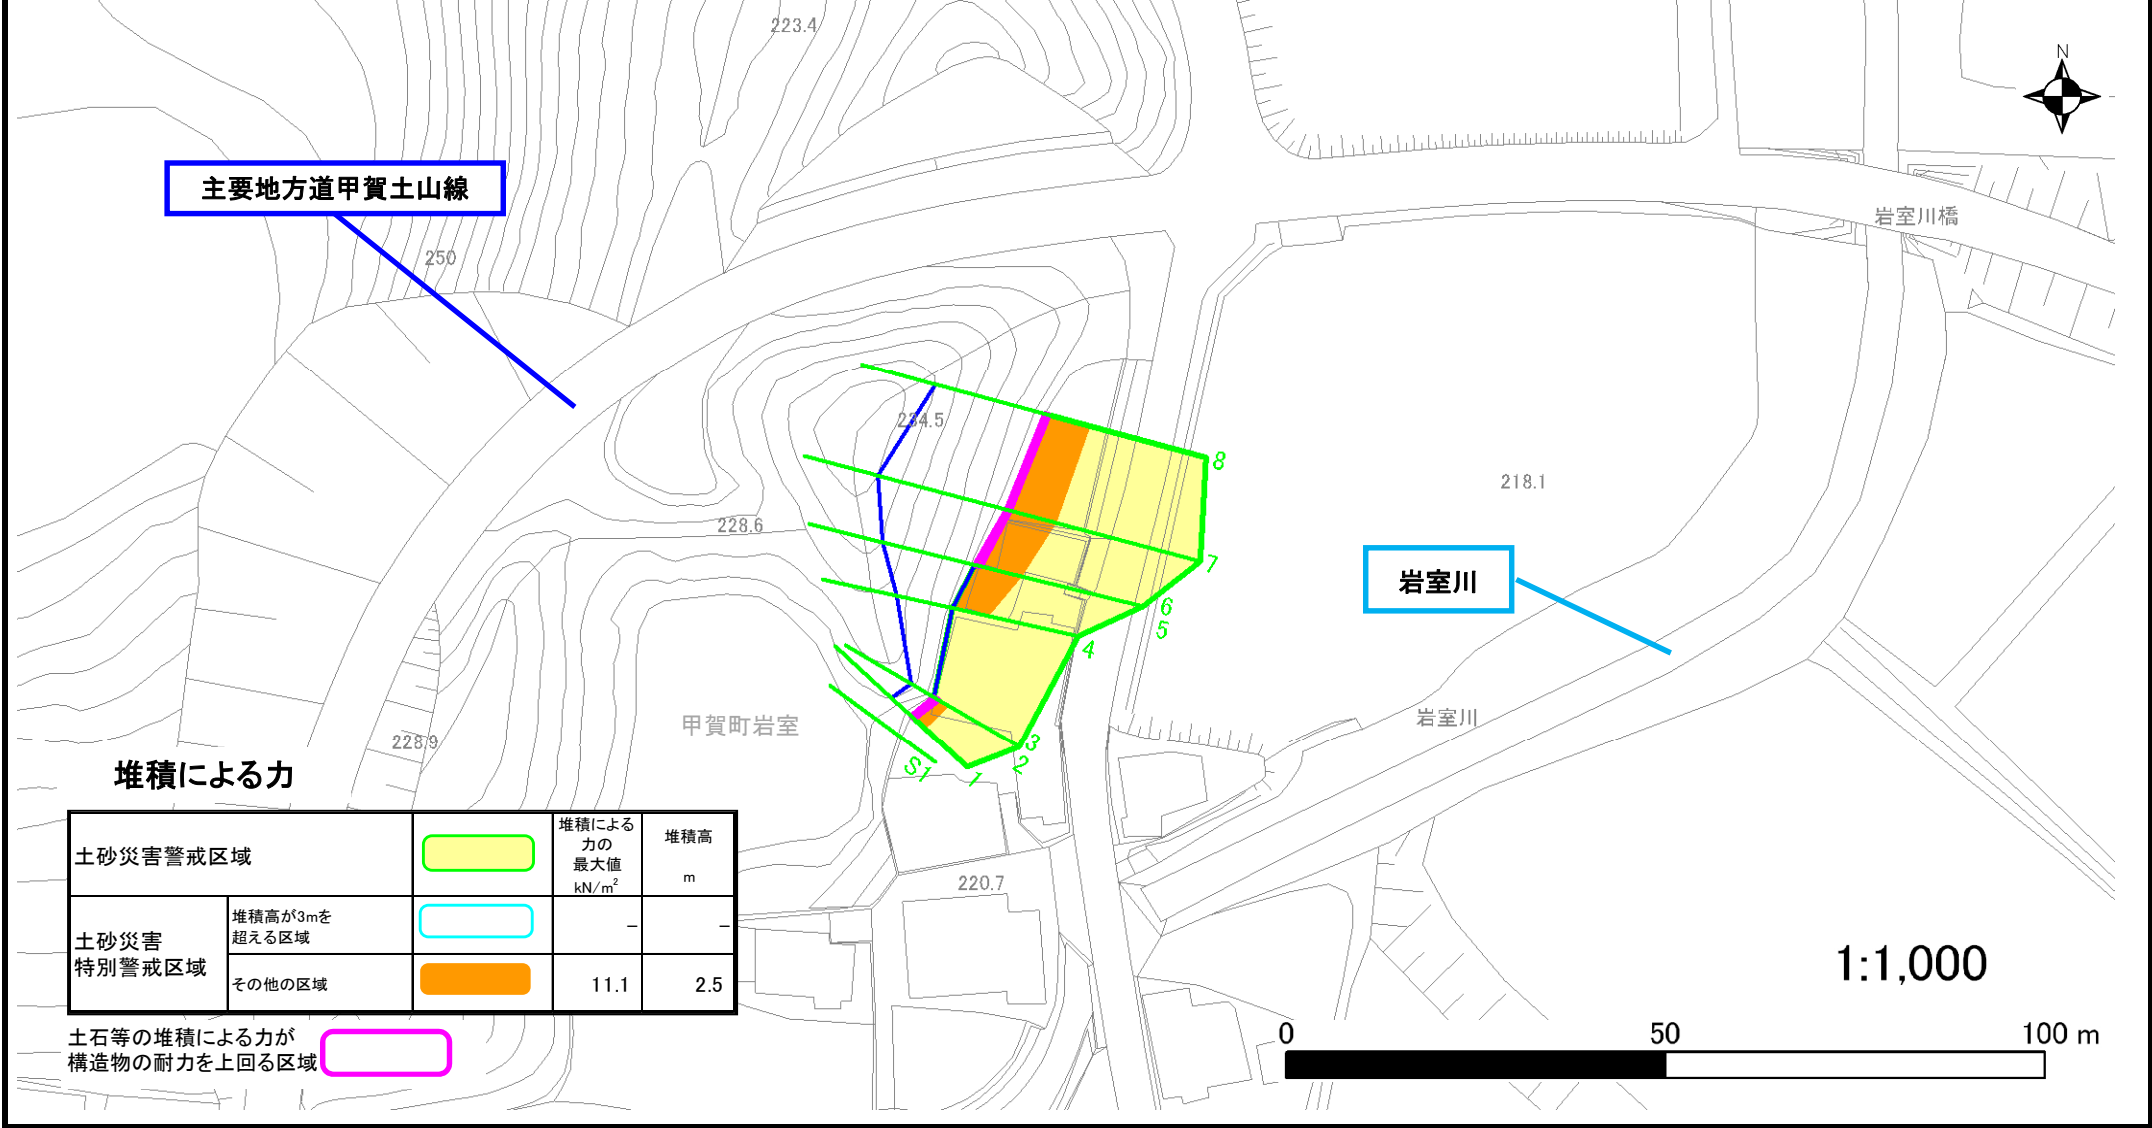 223.4
N
主要地方道甲賀土山線
岩室川橋
250
234.5
8
218.1
228.6
7
岩室川
6
5
4
岩室川
甲賀町岩室
228.9
3
2
S1
1
堆積による力
土砂災害警戒区域
堆積による
力の
最大値
kN/m²
堆積高
m
220.7
土砂災害
特別警戒区域
堆積高が3mを
超える区域
－
－
その他の区域
11.1
2.5
1:1,000
土石等の堆積による力が
構造物の耐力を上回る区域
0
50
100 m